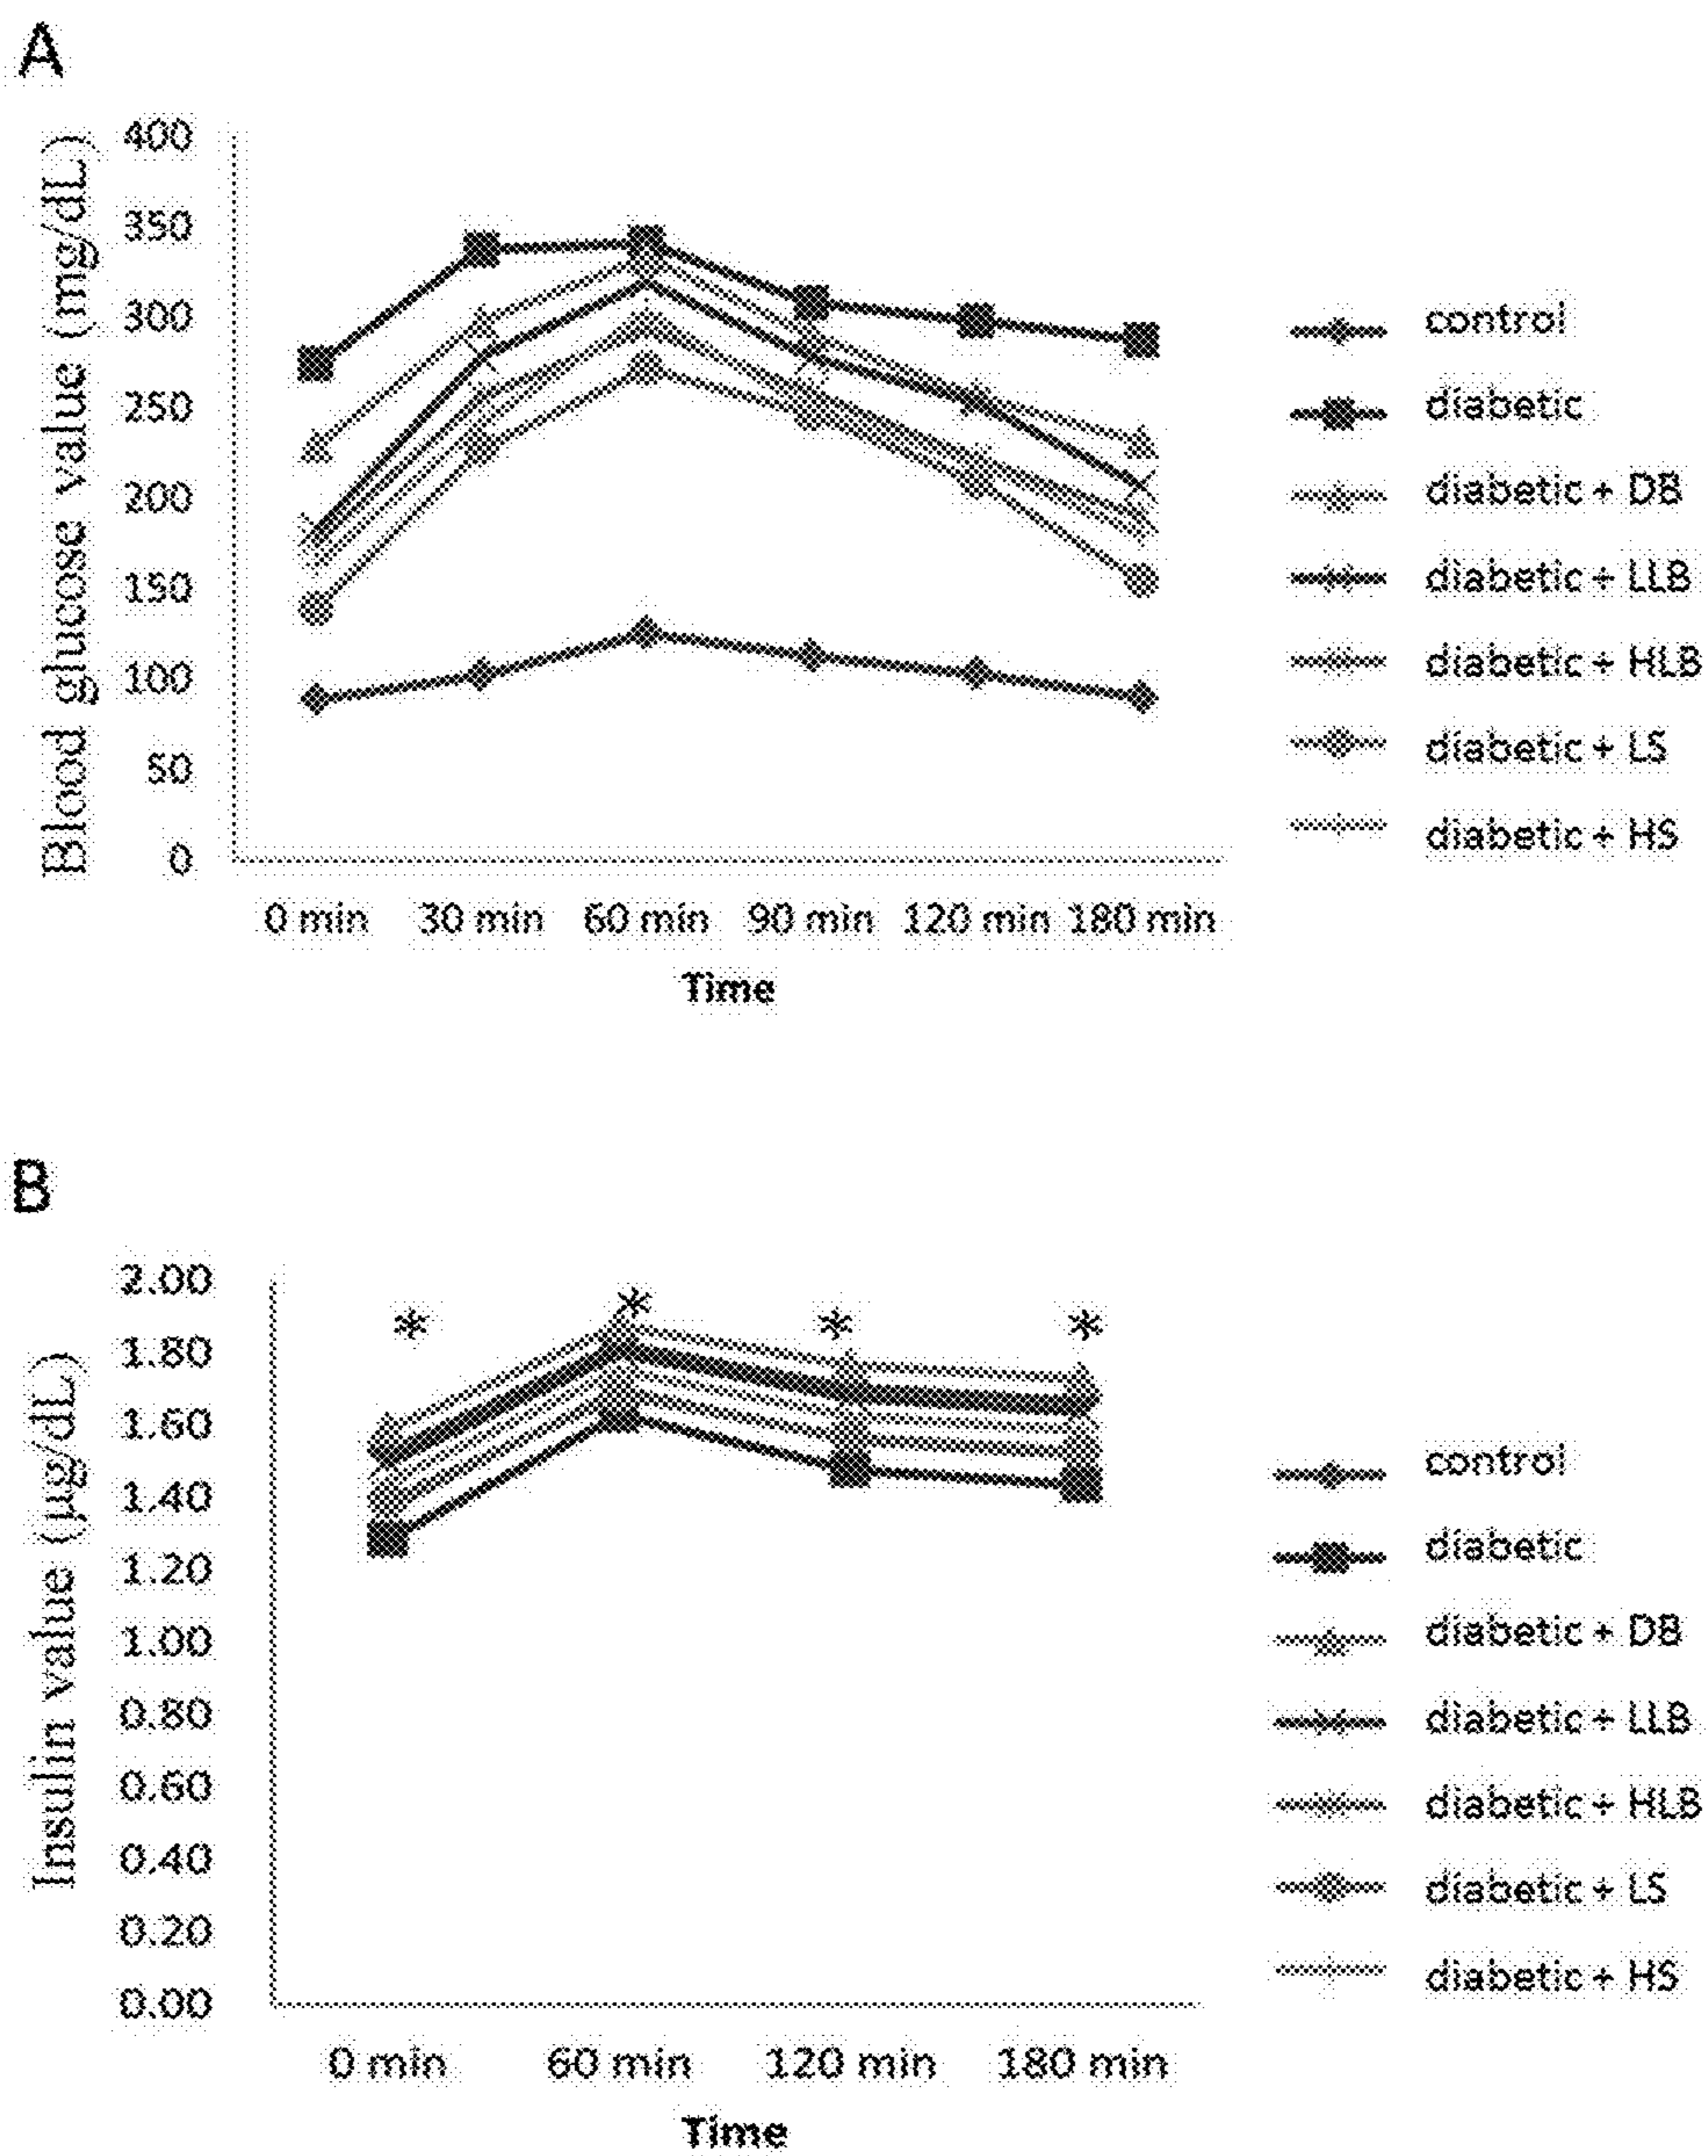 A
Blood glucose value (mg/dL)
400
350
300
250
200
150
100
50
0
0 min 30 min 60 min 90 min 120 min 180 min
Time
control
diabetic
diabetic + DB
diabetic + LLB
diabetic + HLB
diabetic + LS
diabetic + HS
B
Insulin value (µg/dL)
2.00
1.80
1.60
1.40
1.20
1.00
0.80
0.60
0.40
0.20
0.00
* * * *
0 min 60 min 120 min 180 min
Time
control
diabetic
diabetic + DB
diabetic + LLB
diabetic + HLB
diabetic + LS
diabetic + HS